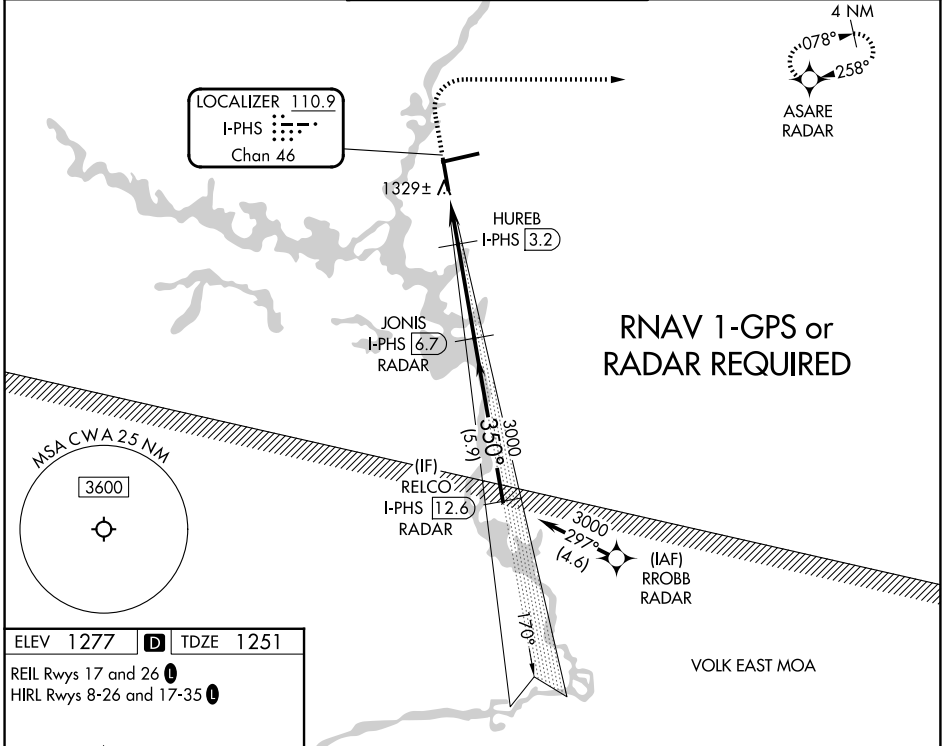 4 NM
078°
258°
ASARE
RADAR
LOCALIZER 110.9
I-PHS
Chan 46
1329±
HUREB
I-PHS 3.2
JONIS
I-PHS 6.7
RADAR
RNAV 1-GPS or
RADAR REQUIRED
3000
350°
(5.9)
MSA CWA 25 NM
3600
(IF)
RELCO
I-PHS 12.6
RADAR
3000
297°
(4.6)
(IAF)
RROBB
RADAR
170°
VOLK EAST MOA
ELEV 1277 D TDZE 1251
REIL Rwys 17 and 26 L
HIRL Rwys 8-26 and 17-35 L